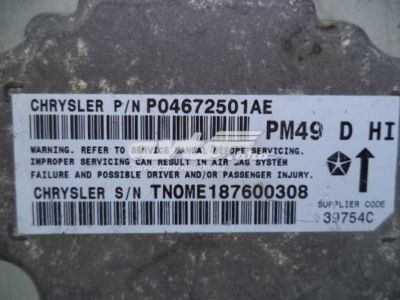 CHRYSLER P/N P04672501AE
PM49 D HI
WARNING. REFER TO SERVICE MANUAL BEFORE SERVICING.
IMPROPER SERVICING CAN RESULT IN AIR BAG SYSTEM
FAILURE AND POSSIBLE DRIVER AND/OR PASSENGER INJURY.
CHRYSLER S/N TN0ME187600308
SUPPLIER CODE
39754C